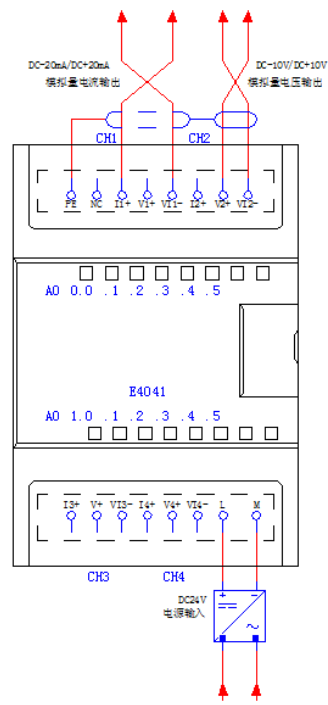 DC-20mA/DC+20mA
模拟量电流输出
DC-10V/DC+10V
模拟量电压输出
CH1
CH2
PE NC I1+ V1+ VI1- I2+ V2+ VI2-
AO 0.0 .1 .2 .3 .4 .5
E4041
AO 1.0 .1 .2 .3 .4 .5
I3+ V+ VI3- I4+ V4+ VI4- L M
CH3
CH4
DC24V
电源输入